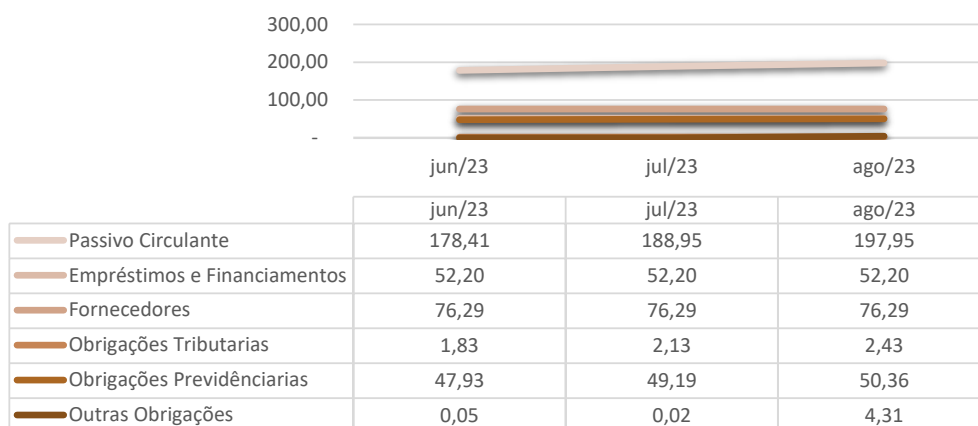 300,00
200,00
100,00
-
jun/23 jul/23 ago/23
jun/23 jul/23 ago/23
Passivo Circulante 178,41 188,95 197,95
Empréstimos e Financiamentos 52,20 52,20 52,20
Fornecedores 76,29 76,29 76,29
Obrigações Tributarias 1,83 2,13 2,43
Obrigações Previdênciarias 47,93 49,19 50,36
Outras Obrigações 0,05 0,02 4,31